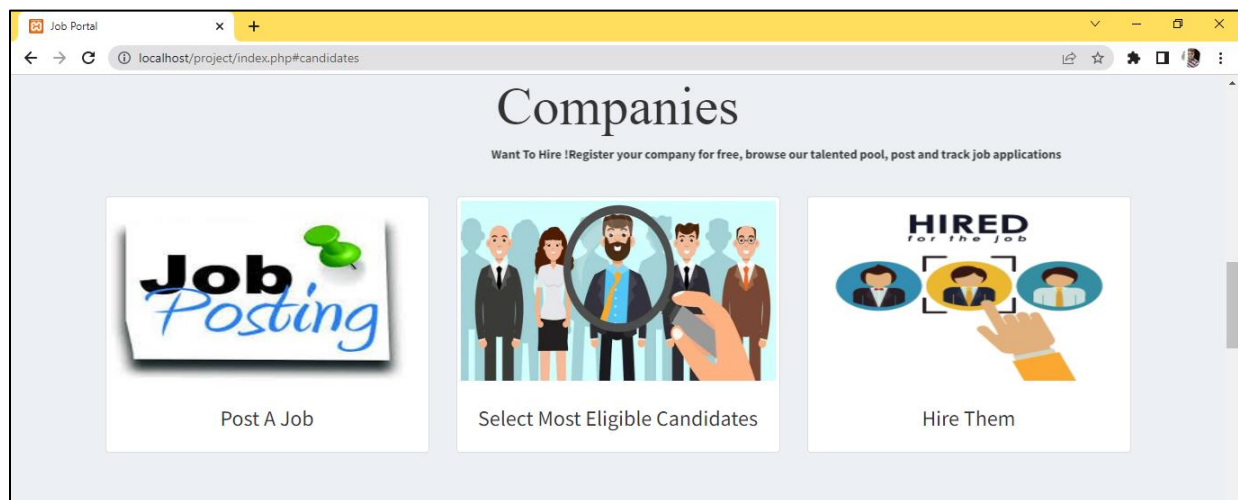 Job Portal
localhost/project/index.php#candidates
Companies
Want To Hire !Register your company for free, browse our talented pool, post and track job applications
Job
Posting
HIRED
for the job
Post A Job
Select Most Eligible Candidates
Hire Them